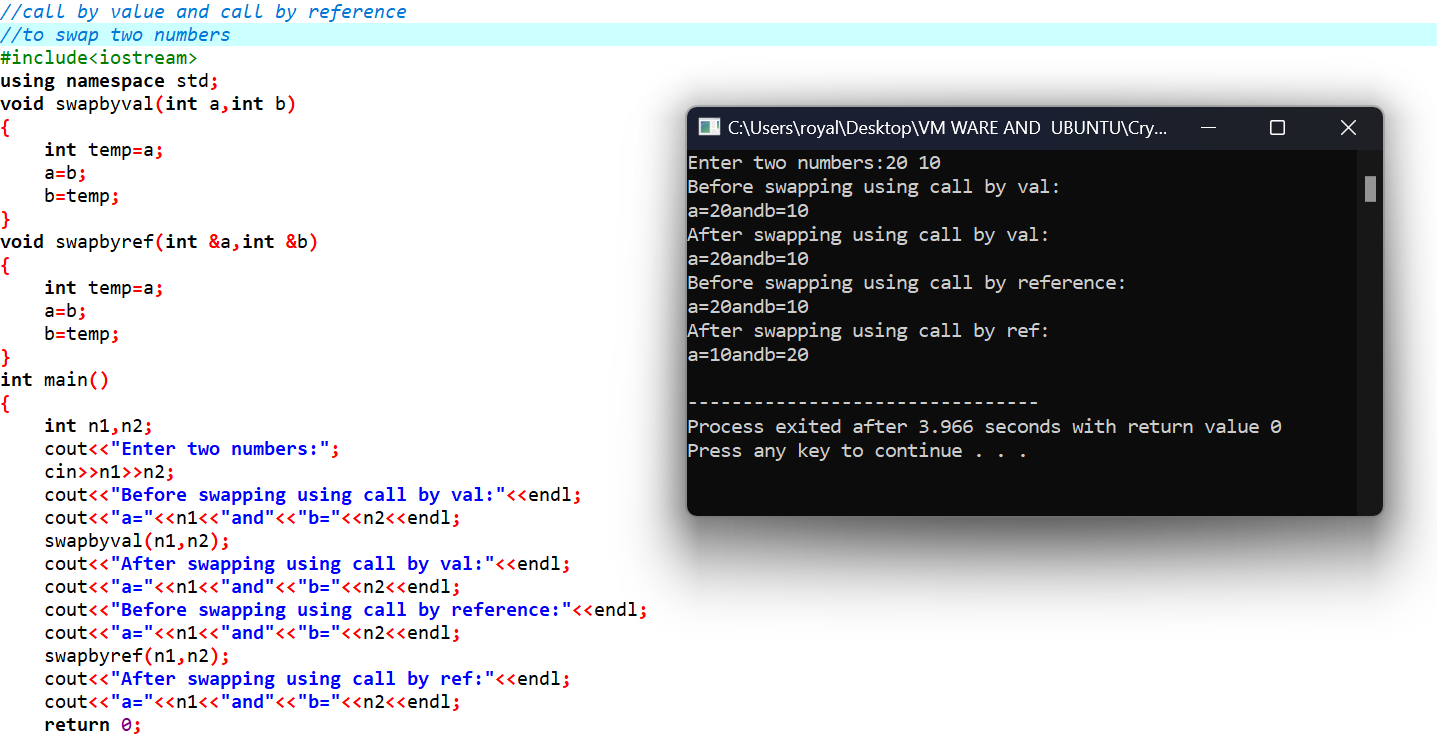 //call by value and call by reference
//to swap two numbers
#include<iostream>
using namespace std;
void swapbyval(int a,int b)
{
    int temp=a;
    a=b;
    b=temp;
}
void swapbyref(int &a,int &b)
{
    int temp=a;
    a=b;
    b=temp;
}
int main()
{
    int n1,n2;
    cout<<"Enter two numbers:";
    cin>>n1>>n2;
    cout<<"Before swapping using call by val:"<<endl;
    cout<<"a="<<n1<<"and"<<"b="<<n2<<endl;
    swapbyval(n1,n2);
    cout<<"After swapping using call by val:"<<endl;
    cout<<"a="<<n1<<"and"<<"b="<<n2<<endl;
    cout<<"Before swapping using call by reference:"<<endl;
    cout<<"a="<<n1<<"and"<<"b="<<n2<<endl;
    swapbyref(n1,n2);
    cout<<"After swapping using call by ref:"<<endl;
    cout<<"a="<<n1<<"and"<<"b="<<n2<<endl;
    return 0;
C:\Users\royal\Desktop\VM WARE AND  UBUNTU\Cry...
Enter two numbers:20 10
Before swapping using call by val:
a=20andb=10
After swapping using call by val:
a=20andb=10
Before swapping using call by reference:
a=20andb=10
After swapping using call by ref:
a=10andb=20
--------------------------------
Process exited after 3.966 seconds with return value 0
Press any key to continue . . .